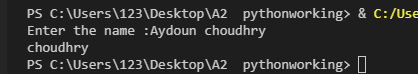 PS C:\Users\123\Desktop\A2  pythonworking> & C:/Use
Enter the name :Aydoun choudhry
choudhry
PS C:\Users\123\Desktop\A2  pythonworking>